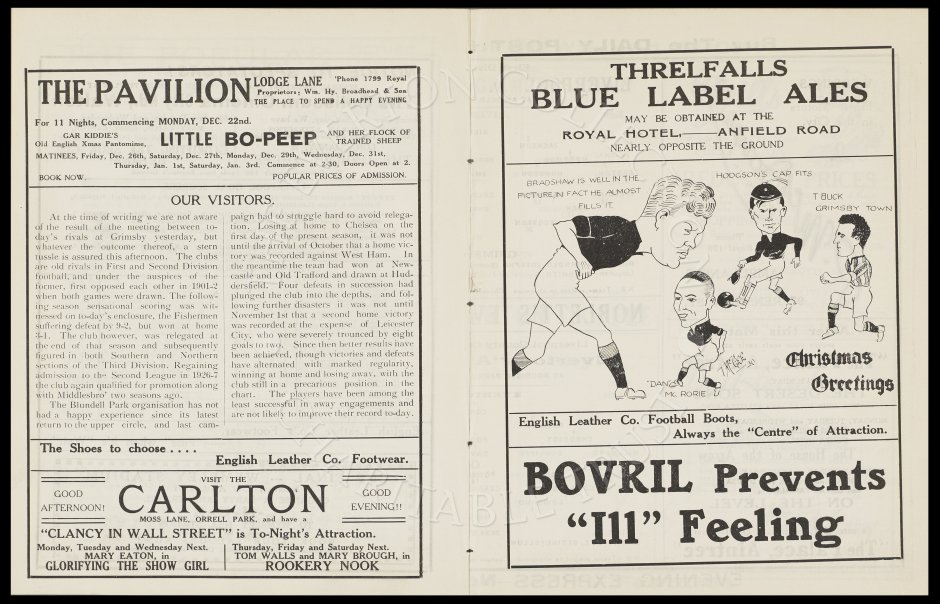 THE PAVILION
LODGE LANE 'Phone 1799 Royal
Proprietors: Wm. Hy. Broadhead & Son
THE PLACE TO SPEND A HAPPY EVENING
For 11 Nights, Commencing MONDAY, DEC. 22nd.
GAR KIDDIE'S
Old English Xmas Pantomime,
LITTLE BO-PEEP
AND HER FLOCK OF
TRAINED SHEEP
MATINEES, Friday, Dec. 26th, Saturday, Dec. 27th, Monday, Dec. 29th, Wednesday, Dec. 31st,
Thursday, Jan. 1st, Saturday, Jan. 3rd. Commence at 2-30, Doors Open at 2.
BOOK NOW. POPULAR PRICES OF ADMISSION.
OUR VISITORS.
At the time of writing we are not aware
of the result of the meeting between to-
day's rivals at Grimsby yesterday, but
whatever the outcome thereof, a stern
tussle is assured this afternoon. The clubs
are old rivals in First and Second Division
football, and under the auspices of the
former, first opposed each other in 1901-2
when both games were drawn. The follow-
ing season sensational scoring was wit-
nessed on to-day's enclosure, the Fishermen
suffering defeat by 9-2, but won at home
3-1. The club however, was relegated at
the end of that season and subsequently
figured in both Southern and Northern
sections of the Third Division. Regaining
admission to the Second League in 1926-7
the club again qualified for promotion along
with Middlesbro' two seasons ago.
The Blundell Park organisation has not
had a happy experience since its latest
return to the upper circle, and last cam-
paign had to struggle hard to avoid relega-
tion. Losing at home to Chelsea on the
first day of the present season, it was not
until the arrival of October that a home vic-
tory was recorded against West Ham. In
the meantime the team had won at New-
castle and Old Trafford and drawn at Hud-
dersfield. Four defeats in succession had
plunged the club into the depths, and fol-
lowing further disasters it was not until
November 1st that a second home victory
was recorded at the expense of Leicester
City, who were severely trounced by eight
goals to two. Since then better results have
been achieved, though victories and defeats
have alternated with marked regularity,
winning at home and losing away, with the
club still in a precarious position in the
chart. The players have been among the
least successful in away engagements and
are not likely to improve their record to-day.
The Shoes to choose ....
English Leather Co. Footwear.
GOOD
AFTERNOON!
VISIT THE
CARLTON
MOSS LANE, ORRELL PARK, and have a
GOOD
EVENING!!
"CLANCY IN WALL STREET" is To-Night's Attraction.
Monday, Tuesday and Wednesday Next.
MARY EATON, in
GLORIFYING THE SHOW GIRL
Thursday, Friday and Saturday Next.
TOM WALLS and MARY BROUGH, in
ROOKERY NOOK
THRELFALLS
BLUE LABEL ALES
MAY BE OBTAINED AT THE
ROYAL HOTEL,—ANFIELD ROAD
NEARLY OPPOSITE THE GROUND
BRADSHAW IS WELL IN THE
PICTURE, IN FACT HE ALMOST
FILLS IT
HODGSON'S CAP FITS
T BUCK
GRIMSBY TOWN
"DAN"
Mc RORIE
Christmas
Greetings
English Leather Co. Football Boots,
Always the "Centre" of Attraction.
BOVRIL Prevents
"Ill" Feeling